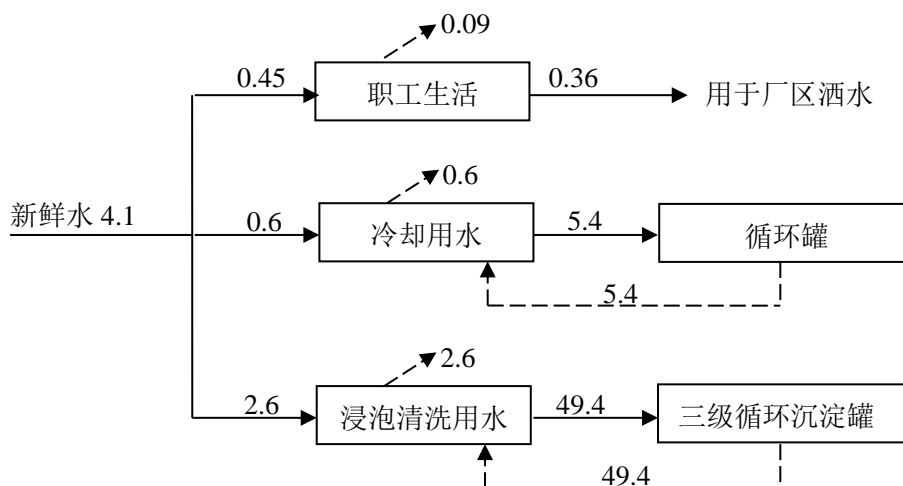 0.09
0.45
职工生活
0.36
用于厂区洒水
0.6
新鲜水 4.1
0.6
冷却用水
5.4
循环罐
5.4
2.6
2.6
浸泡清洗用水
49.4
三级循环沉淀罐
49.4